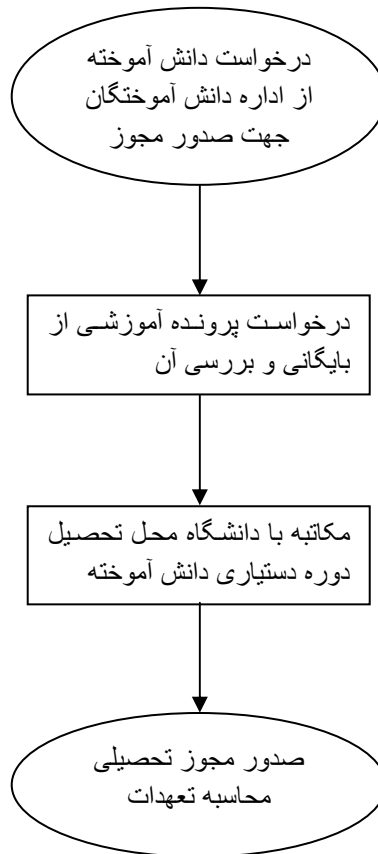 درخواست دانش آموخته
از اداره دانش آموختگان
جهت صدور مجوز
درخواست پرونده آموزشی از
بایگانی و بررسی آن
مکاتبه با دانشگاه محل تحصیل
دوره دستیاری دانش آموخته
صدور مجوز تحصیلی
محاسبه تعهدات